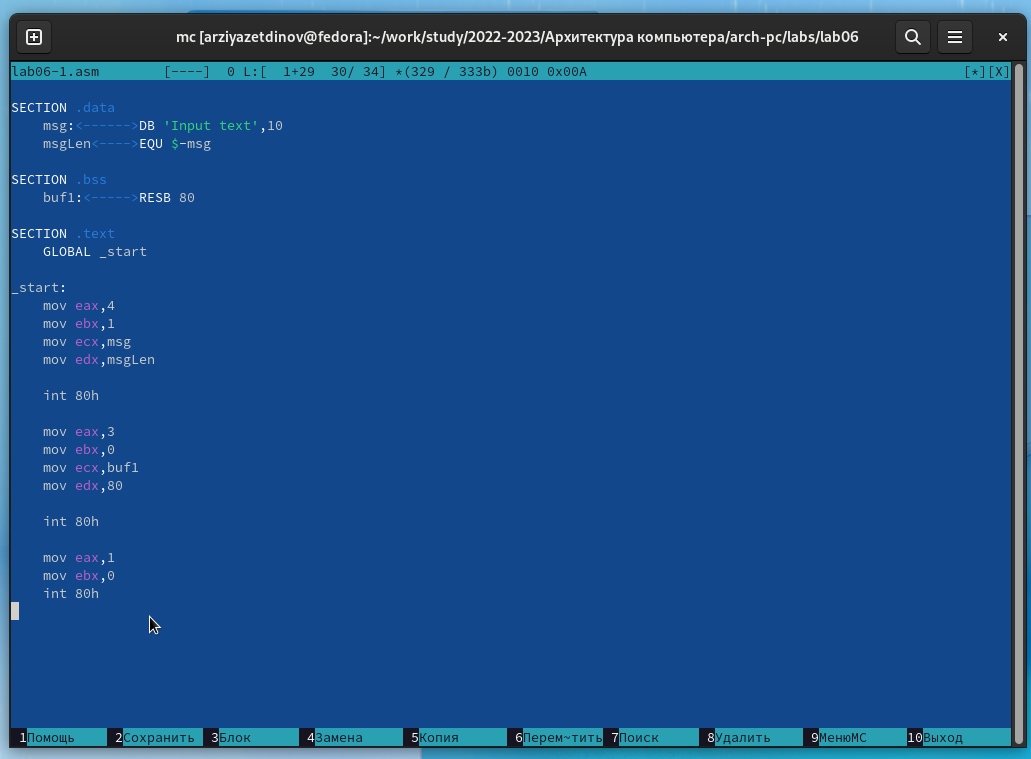 mc [arziyazetdinov@fedora]:~/work/study/2022-2023/Архитектура компьютера/arch-pc/labs/lab06
lab06-1.asm        [----]  0 L:[  1+29  30/ 34] *(329 / 333b) 0010 0x00A                                               [*][X]
SECTION .data
    msg:<------>DB 'Input text',10
    msgLen<---->EQU $-msg
SECTION .bss
    buf1:<----->RESB 80
SECTION .text
    GLOBAL _start
_start:
    mov eax,4
    mov ebx,1
    mov ecx,msg
    mov edx,msgLen
    int 80h
    mov eax,3
    mov ebx,0
    mov ecx,buf1
    mov edx,80
    int 80h
    mov eax,1
    mov ebx,0
    int 80h
1Помощь 2Сохранить 3Блок 4Замена 5Копия 6Перем~тить 7Поиск 8Удалить 9МенюMC 10Выход